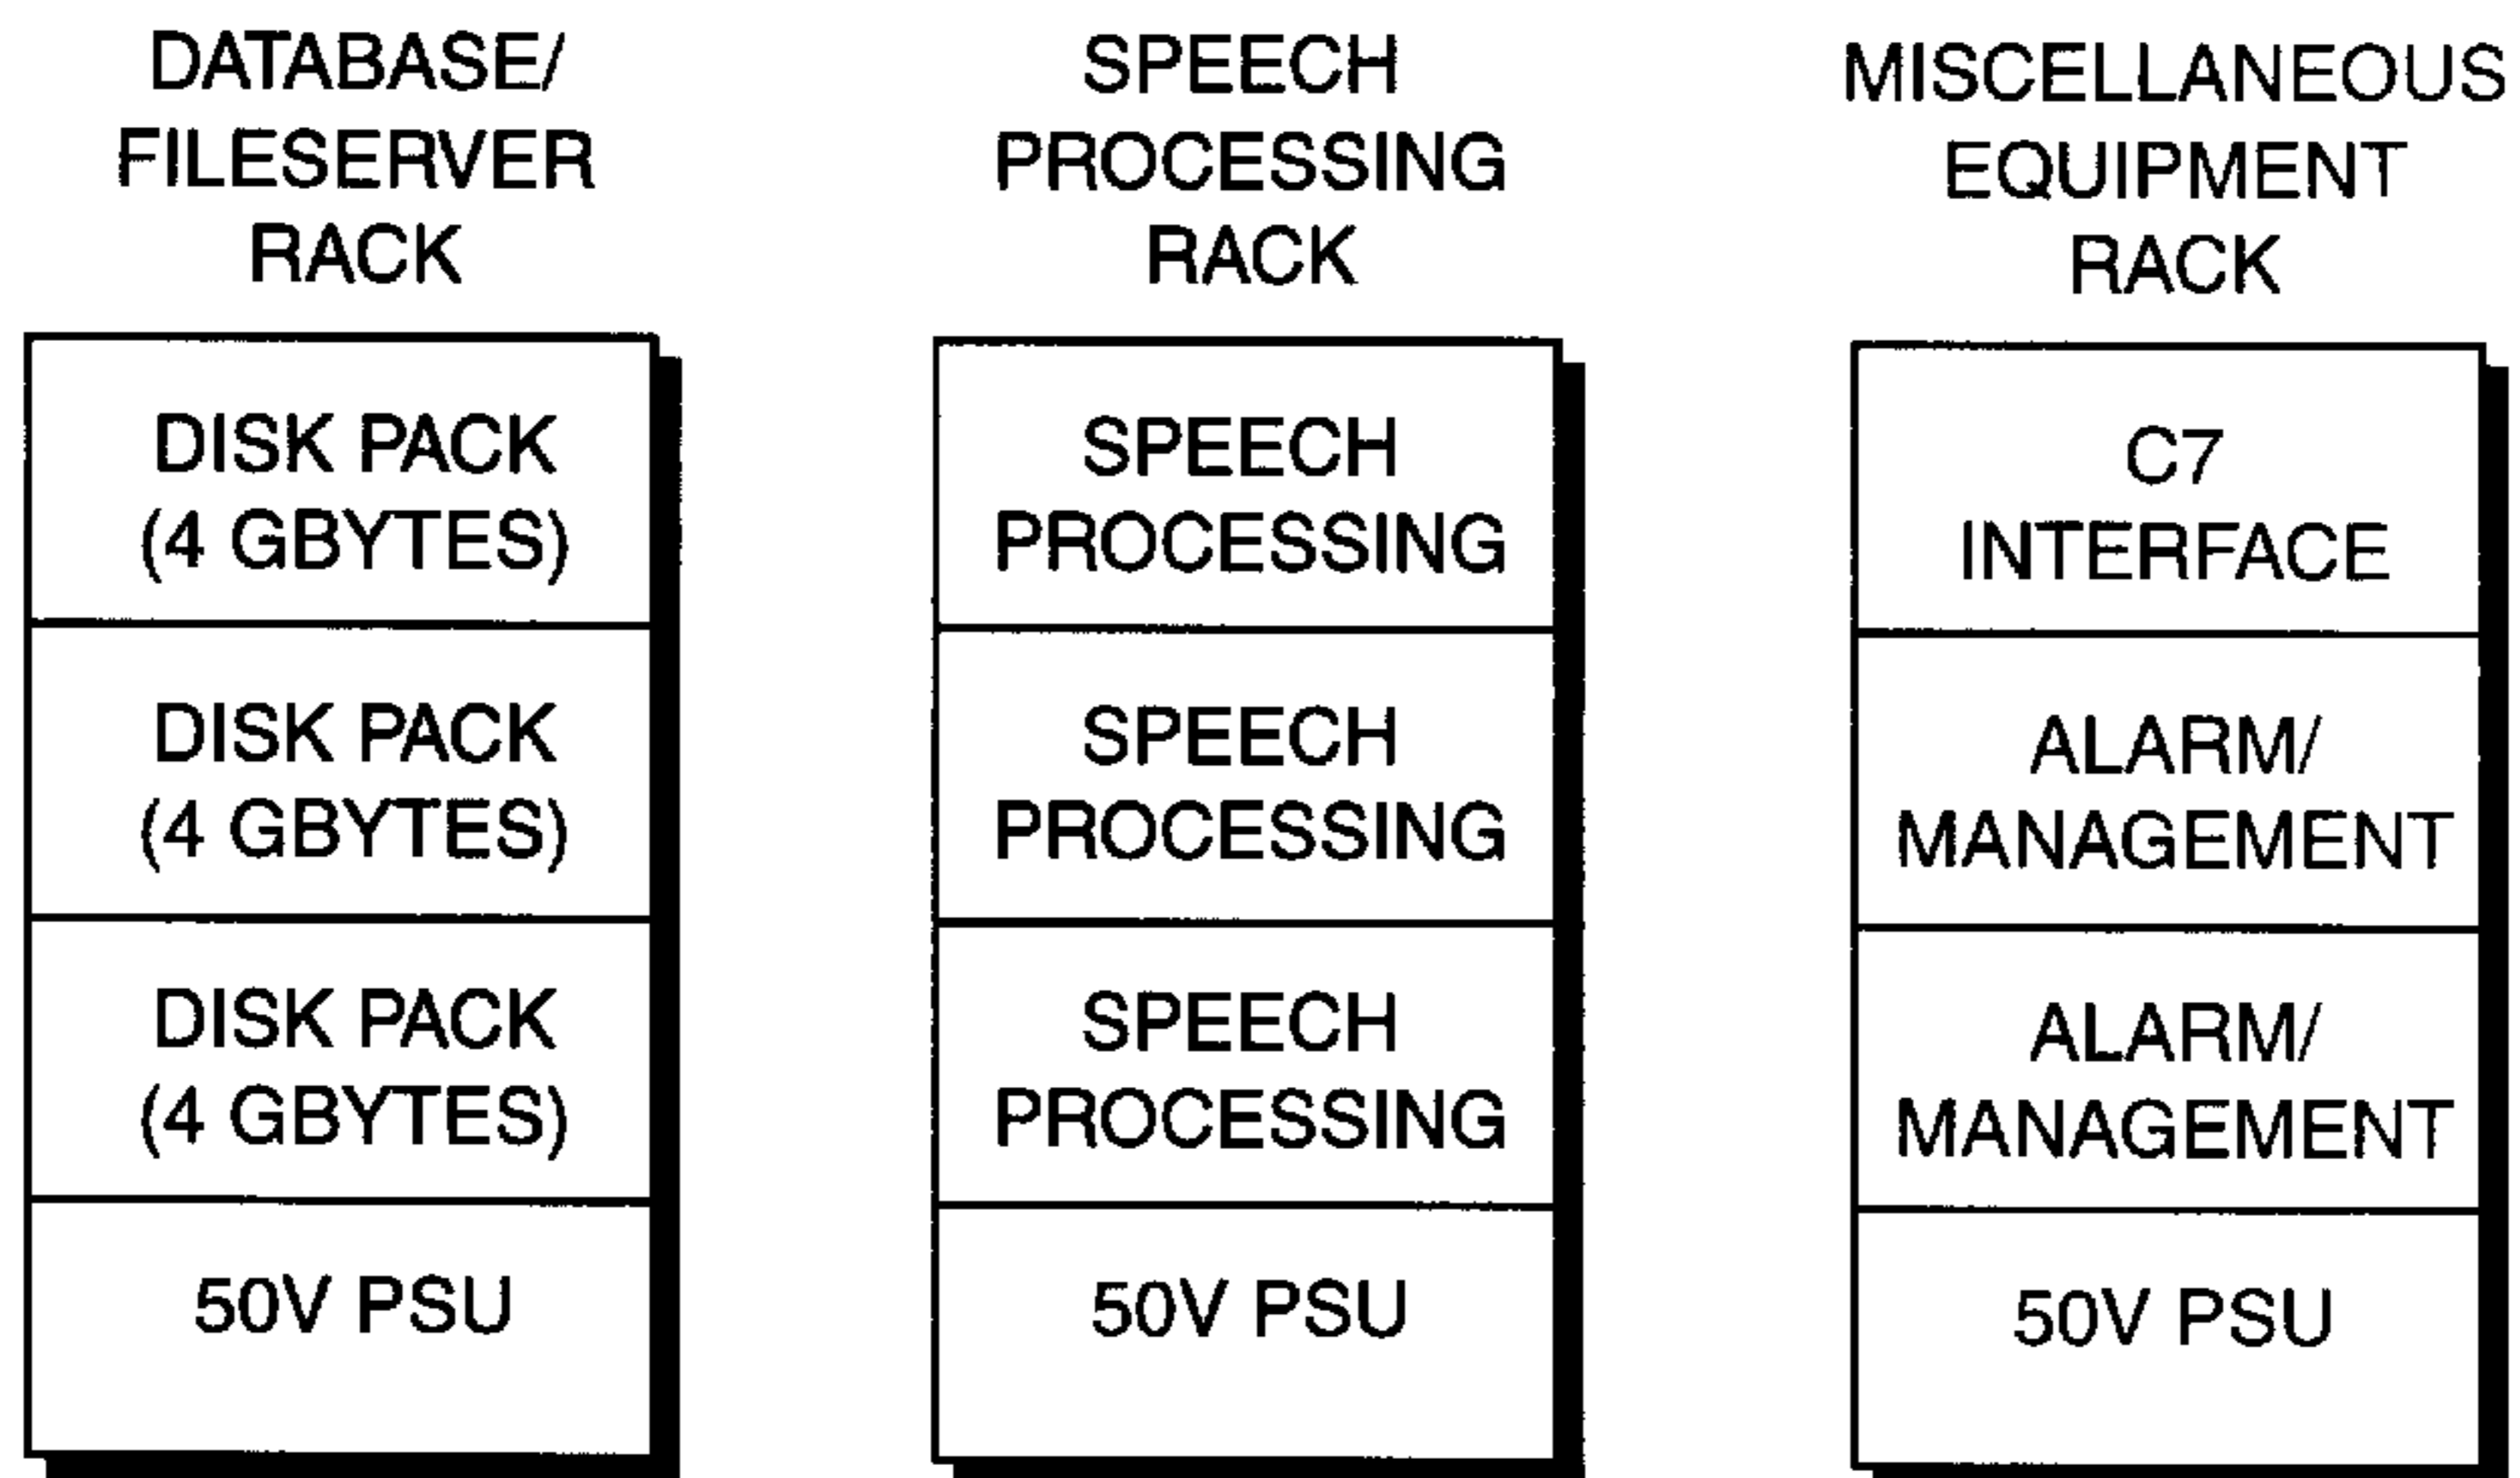 DATABASE/
FILESERVER
RACK
DISK PACK
(4 GBYTES)
DISK PACK
(4 GBYTES)
DISK PACK
(4 GBYTES)
50V PSU
SPEECH
PROCESSING
RACK
SPEECH
PROCESSING
SPEECH
PROCESSING
SPEECH
PROCESSING
50V PSU
MISCELLANEOUS
EQUIPMENT
RACK
C7
INTERFACE
ALARM/
MANAGEMENT
ALARM/
MANAGEMENT
50V PSU